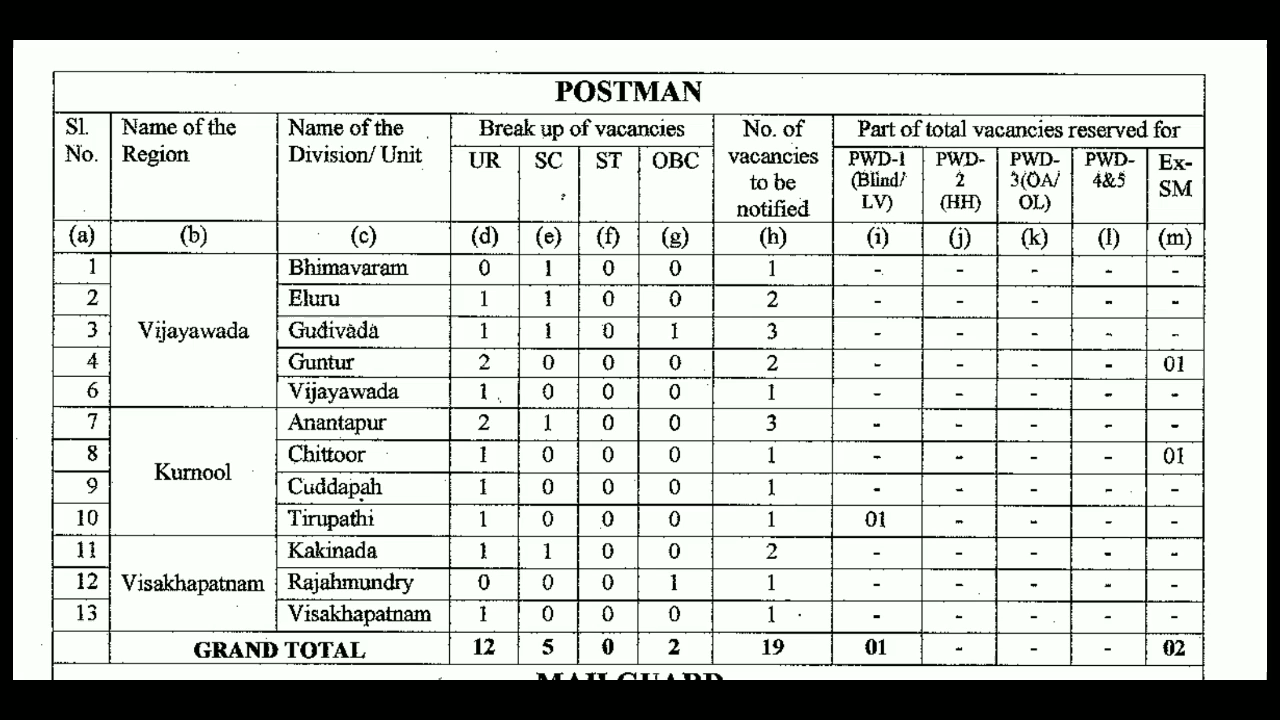 POSTMAN
Sl. No. Name of the Region Name of the Division/ Unit Break up of vacancies No. of vacancies to be notified Part of total vacancies reserved for
UR SC ST OBC PWD-1 (Blind/ LV) PWD-2 (HH) PWD-3(OA/ OL) PWD-4&5 Ex-SM
(a) (b) (c) (d) (e) (f) (g) (h) (i) (j) (k) (l) (m)
1 Vijayawada Bhimavaram 0 1 0 0 1 - - - - -
2 Eluru 1 1 0 0 2 - - - - -
3 Gudivada 1 1 0 1 3 - - - - -
4 Guntur 2 0 0 0 2 - - - - 01
6 Vijayawada 1 0 0 0 1 - - - - -
7 Kurnool Anantapur 2 1 0 0 3 - - - - -
8 Chittoor 1 0 0 0 1 - - - - 01
9 Cuddapah 1 0 0 0 1 - - - - -
10 Tirupathi 1 0 0 0 1 01 - - - -
11 Visakhapatnam Kakinada 1 1 0 0 2 - - - - -
12 Rajahmundry 0 0 0 1 1 - - - - -
13 Visakhapatnam 1 0 0 0 1 - - - - -
GRAND TOTAL 12 5 0 2 19 01 - - - 02
MAILGUARD